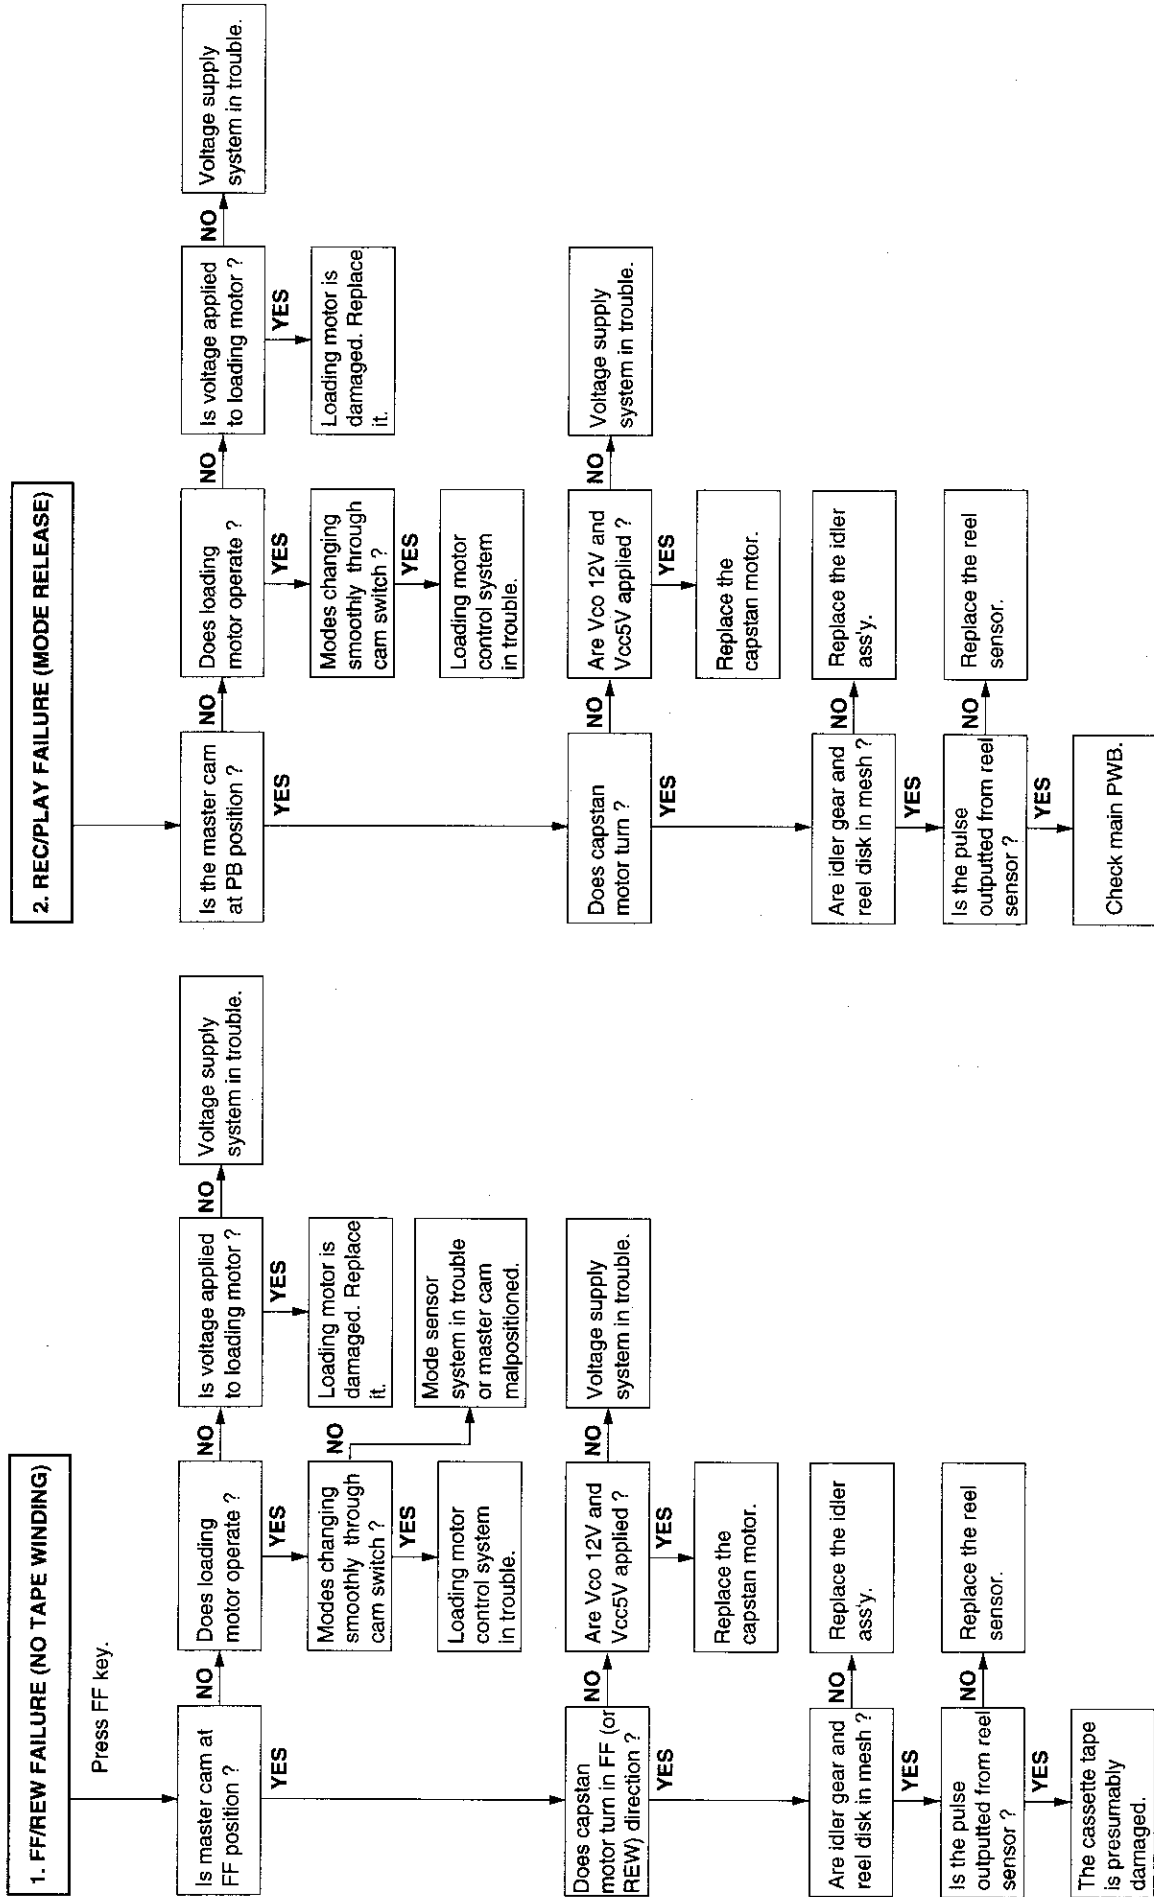 1. FF/REW FAILURE (NO TAPE WINDING)
Press FF key.
Is master cam at
FF position ?
NO
Does loading
motor operate ?
NO
Is voltage applied
to loading motor ?
NO
Voltage supply
system in trouble.
YES
YES
YES
Modes changing
smoothly through
cam switch ?
Loading motor is
damaged. Replace
it.
NO
YES
Loading motor
control system
in trouble.
Mode sensor
system in trouble
or master cam
malpositioned.
Does capstan
motor turn in FF (or
REW) direction ?
NO
Are Vco 12V and
Vcc5V applied ?
NO
Voltage supply
system in trouble.
YES
YES
Replace the
capstan motor.
Are idler gear and
reel disk in mesh ?
NO
Replace the idler
ass'y.
YES
Is the pulse
outputted from reel
sensor ?
NO
Replace the reel
sensor.
YES
The cassette tape
is presumably
damaged.
2. REC/PLAY FAILURE (MODE RELEASE)
Is the master cam
at PB position ?
NO
Does loading
motor operate ?
NO
Is voltage applied
to loading motor ?
NO
Voltage supply
system in trouble.
YES
YES
YES
Modes changing
smoothly through
cam switch ?
Loading motor is
damaged. Replace
it.
YES
Loading motor
control system
in trouble.
Does capstan
motor turn ?
NO
Are Vco 12V and
Vcc5V applied ?
NO
Voltage supply
system in trouble.
YES
YES
Replace the
capstan motor.
Are idler gear and
reel disk in mesh ?
NO
Replace the idler
ass'y.
YES
Is the pulse
outputted from reel
sensor ?
NO
Replace the reel
sensor.
YES
Check main PWB.